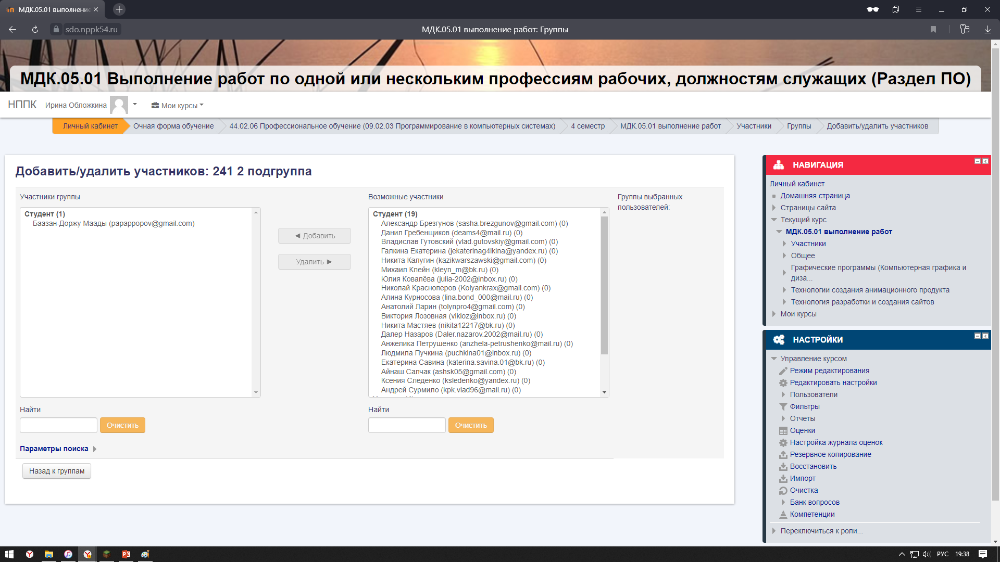 МДК.05.01 выполнение
sdo.nppk54.ru
МДК.05.01 выполнение работ: Группы
МДК.05.01 Выполнение работ по одной или нескольким профессиям рабочих, должностям служащих (Раздел ПО)
НППК Ирина Обложкина Мои курсы
Личный кабинет Очная форма обучение 44.02.06 Профессиональное обучение (09.02.03 Программирование в компьютерных системах) 4 семестр МДК.05.01 выполнение работ Участники Группы Добавить/удалить участников
Добавить/удалить участников: 241 2 подгруппа
Участники группы
Студент (1)
Баазан-Доржу Маады (papappopov@gmail.com)
◄ Добавить
Удалить ►
Возможные участники
Студент (19)
Александр Брезгунов (sasha.brezgunov@gmail.com) (0)
Данил Гребенщиков (deams4@mail.ru) (0)
Владислав Гутовский (vlad.gutovskiy@gmail.com) (0)
Галкина Екатерина (jekaterinag4lkina@yandex.ru) (0)
Никита Калугин (kazikwarszawski@gmail.com) (0)
Михаил Клейн (kleyn_m@bk.ru) (0)
Юлия Ковалёва (julia-2002@inbox.ru) (0)
Николай Красноперов (Kolyankrax@gmail.com) (0)
Алина Курносова (lina.bond_000@mail.ru) (0)
Анатолий Ларин (tolynpro4@gmail.com) (0)
Виктория Лозовная (vikloz@inbox.ru) (0)
Никита Мастяев (nikita12217@bk.ru) (0)
Далер Назаров (Daler.nazarov.2002@mail.ru) (0)
Анжелика Петрушенко (anzhela-petrushenko@mail.ru) (0)
Людмила Пучкина (puchkina01@inbox.ru) (0)
Екатерина Савина (katerina.savina.01@bk.ru) (0)
Айнаш Салчак (ashsk05@gmail.com) (0)
Ксения Следенко (ksledenko@yandex.ru) (0)
Андрей Сурмило (kpk.vlad96@mail.ru) (0)
Группы выбранных
пользователей:
Найти
Очистить
Найти
Очистить
Параметры поиска
Назад к группам
НАВИГАЦИЯ
Личный кабинет
Домашняя страница
Страницы сайта
Текущий курс
МДК.05.01 выполнение работ
Участники
Общее
Графические программы (Компьютерная графика и
диза...
Технологии создания анимационного продукта
Технология разработки и создания сайтов
Мои курсы
НАСТРОЙКИ
Управление курсом
Режим редактирования
Редактировать настройки
Пользователи
Фильтры
Отчеты
Оценки
Настройка журнала оценок
Резервное копирование
Восстановить
Импорт
Очистка
Банк вопросов
Компетенции
Переключиться к роли...
РУС 19:38